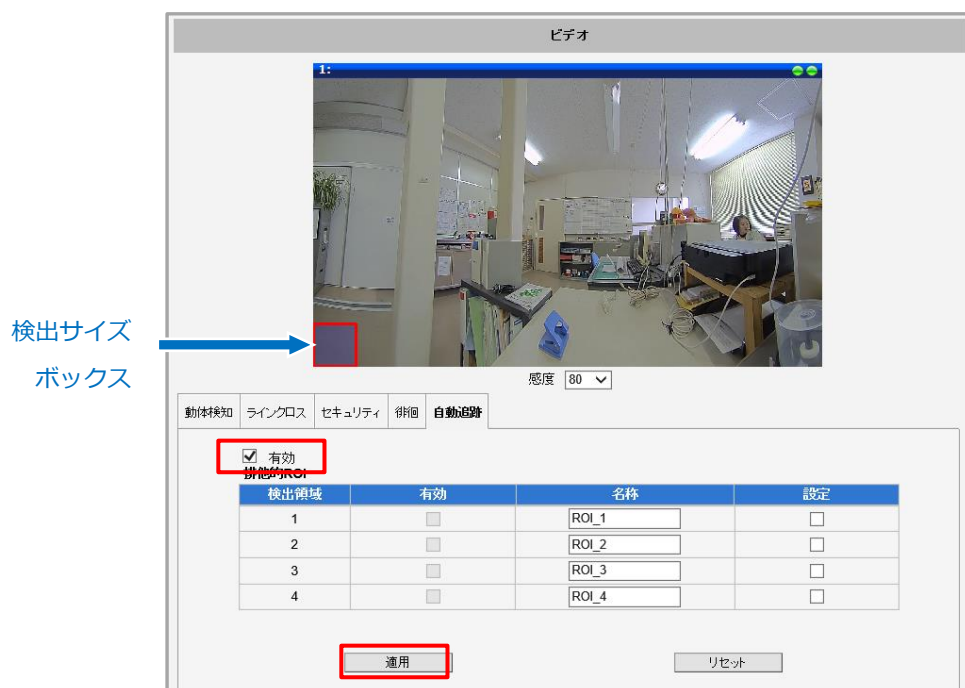 ビデオ
1:
検出サイズ
ボックス
感度 80
動体検知 ラインクロス セキュリティ 徘徊 自動追跡
有効
排他的ROI
検出領域 有効 名称 設定
1 ROI_1
2 ROI_2
3 ROI_3
4 ROI_4
適用 リセット